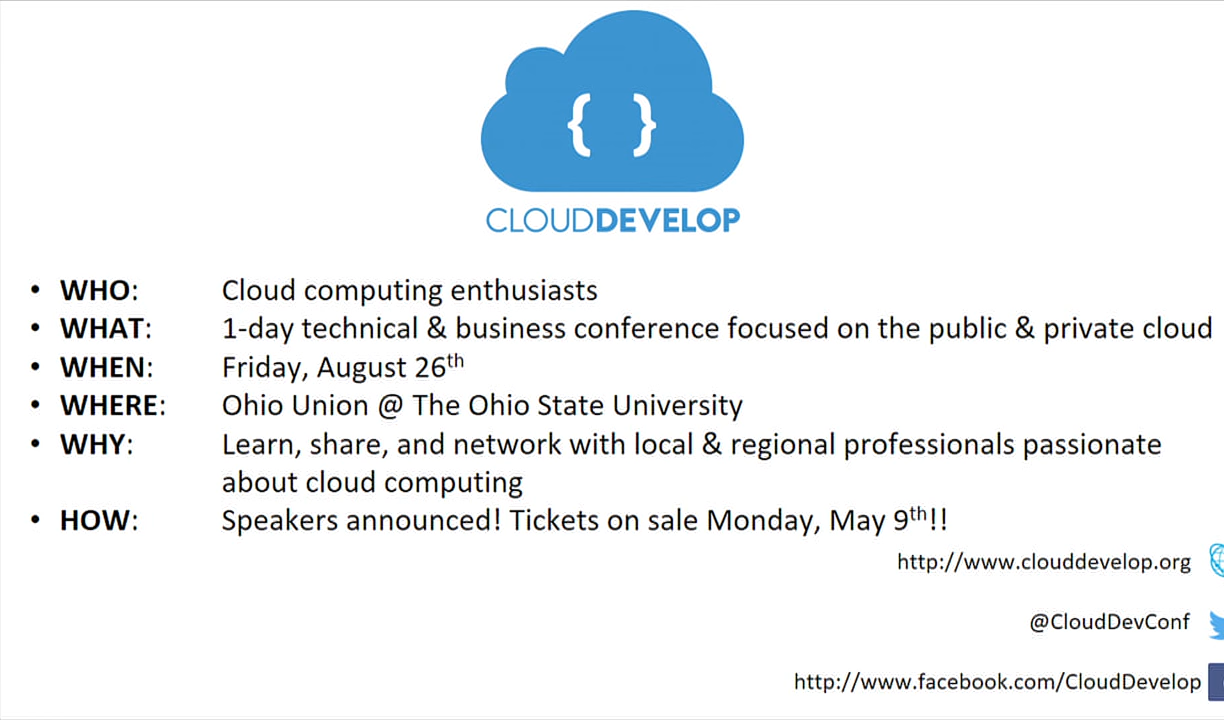 { }
CLOUDDEVELOP
• WHO: Cloud computing enthusiasts
• WHAT: 1-day technical & business conference focused on the public & private cloud
• WHEN: Friday, August 26th
• WHERE: Ohio Union @ The Ohio State University
• WHY: Learn, share, and network with local & regional professionals passionate
about cloud computing
• HOW: Speakers announced! Tickets on sale Monday, May 9th!!
http://www.clouddevelop.org
@CloudDevConf
http://www.facebook.com/CloudDevelop